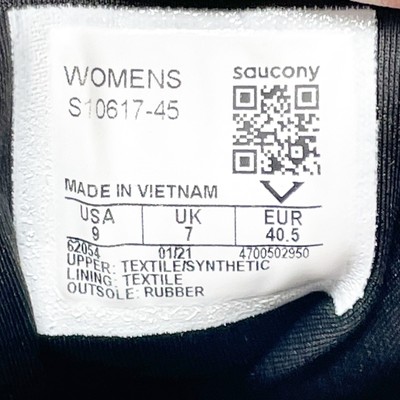 WOMENS saucony
S10617-45
MADE IN VIETNAM
USA UK EUR
9 7 40.5
62054 01/21 4700502950
UPPER: TEXTILE/SYNTHETIC
LINING: TEXTILE
OUTSOLE: RUBBER